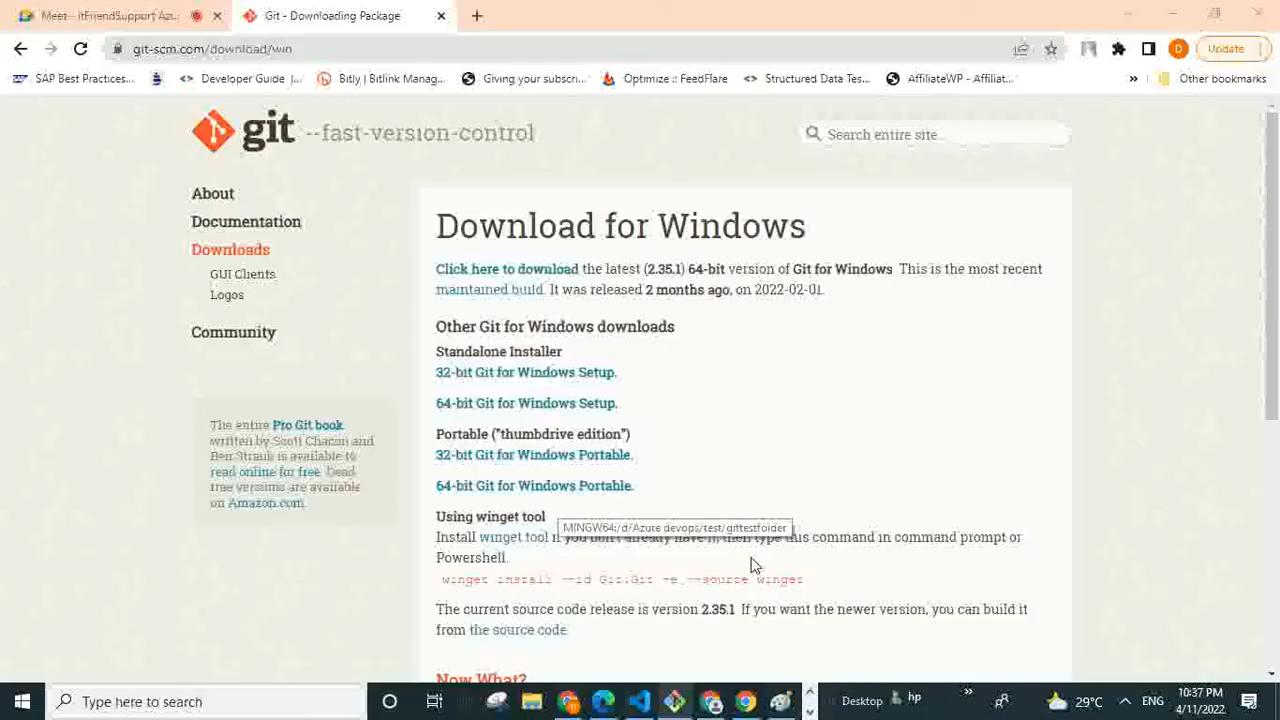 Meet – itFriendSupport Az
Git - Downloading Package
git-scm.com/download/win
D
Update
SAP Best Practices...
Developer Guide |...
Bitly | Bitlink Manag...
Giving your subscr...
Optimize :: FeedFlare
Structured Data Tes...
AffiliateWP – Affiliat...
»
Other bookmarks
git --fast-version-control
Search entire site...
About
Documentation
Downloads
GUI Clients
Logos
Community
The entire Pro Git book
written by Scott Chacon and
Ben Straub is available to
read online for free. Dead
tree versions are available
on Amazon.com.
Download for Windows
Click here to download the latest (2.35.1) 64-bit version of Git for Windows. This is the most recent
maintained build. It was released 2 months ago, on 2022-02-01.
Other Git for Windows downloads
Standalone Installer
32-bit Git for Windows Setup.
64-bit Git for Windows Setup.
Portable ("thumbdrive edition")
32-bit Git for Windows Portable.
64-bit Git for Windows Portable.
Using winget tool
MINGW64:/d/Azure devops/test/gittestfolder
Install winget tool if you don't already have it, then type this command in command prompt or
Powershell.
winget install --id Git.Git -e --source winget
The current source code release is version 2.35.1. If you want the newer version, you can build it
from the source code.
Now What?
Type here to search
Desktop
hp
»
29°C
ENG
10:37 PM
4/11/2022